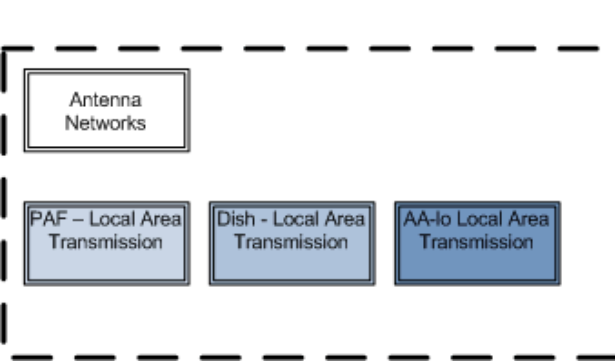 Antenna
Networks
PAF – Local Area
Transmission
Dish - Local Area
Transmission
AA-lo Local Area
Transmission